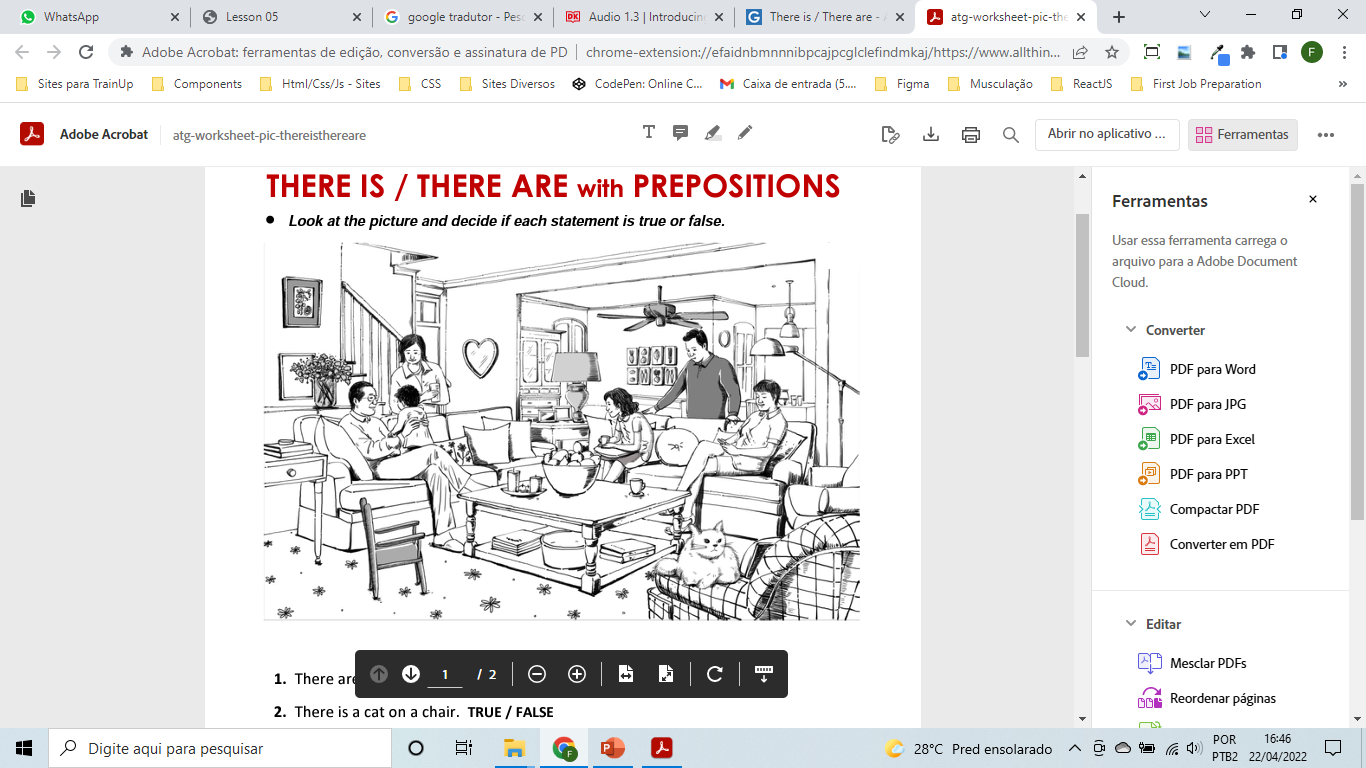 WhatsApp
Lesson 05
google tradutor - Pesc
Audio 1.3 | Introducin
There is / There are - A
atg-worksheet-pic-the
Adobe Acrobat: ferramentas de edição, conversão e assinatura de PD | chrome-extension://efaidnbmnnnibpcajpcglclefindmkaj/https://www.allthin...
F
Sites para TrainUp
Components
Html/Css/Js - Sites
CSS
Sites Diversos
CodePen: Online C...
Caixa de entrada (5....
Figma
Musculação
ReactJS
First Job Preparation
»
Adobe Acrobat
atg-worksheet-pic-thereisthereare
Abrir no aplicativo ...
Ferramentas
THERE IS / THERE ARE with PREPOSITIONS
• Look at the picture and decide if each statement is true or false.
1. There are
2. There is a cat on a chair. TRUE / FALSE
1 / 2
Ferramentas
Usar essa ferramenta carrega o
arquivo para a Adobe Document
Cloud.
Converter
PDF para Word
PDF para JPG
PDF para Excel
PDF para PPT
Compactar PDF
Converter em PDF
Editar
Mesclar PDFs
Reordenar páginas
Digite aqui para pesquisar
28°C Pred ensolarado
POR
PTB2
16:46
22/04/2022